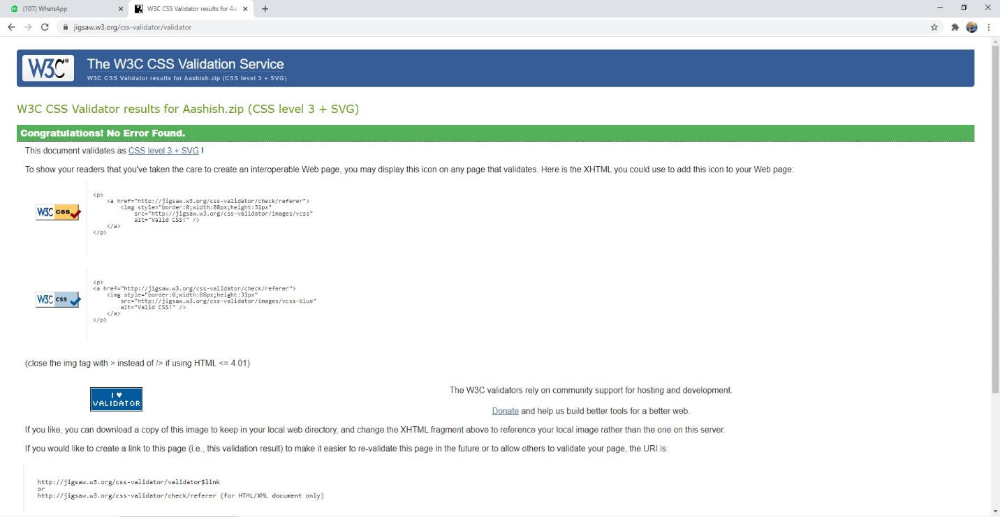 (107) WhatsApp
W3C CSS Validator results for Aa
jigsaw.w3.org/css-validator/validator
W3C®
The W3C CSS Validation Service
W3C CSS Validator results for Aashish.zip (CSS level 3 + SVG)
W3C CSS Validator results for Aashish.zip (CSS level 3 + SVG)
Congratulations! No Error Found.
This document validates as CSS level 3 + SVG !
To show your readers that you've taken the care to create an interoperable Web page, you may display this icon on any page that validates. Here is the XHTML you could use to add this icon to your Web page:
W3C css
<p>
<a href="http://jigsaw.w3.org/css-validator/check/referer">
<img style="border:0;width:88px;height:31px"
src="http://jigsaw.w3.org/css-validator/images/vcss"
alt="Valid CSS!" />
</a>
</p>
W3C css
<p>
<a href="http://jigsaw.w3.org/css-validator/check/referer">
<img style="border:0;width:88px;height:31px"
src="http://jigsaw.w3.org/css-validator/images/vcss-blue"
alt="Valid CSS!" />
</a>
</p>
(close the img tag with > instead of /> if using HTML <= 4.01)
I ♥
VALIDATOR
The W3C validators rely on community support for hosting and development.
Donate and help us build better tools for a better web.
If you like, you can download a copy of this image to keep in your local web directory, and change the XHTML fragment above to reference your local image rather than the one on this server.
If you would like to create a link to this page (i.e., this validation result) to make it easier to re-validate this page in the future or to allow others to validate your page, the URI is:
http://jigsaw.w3.org/css-validator/validator$link
or
http://jigsaw.w3.org/css-validator/check/referer (for HTML/XML document only)